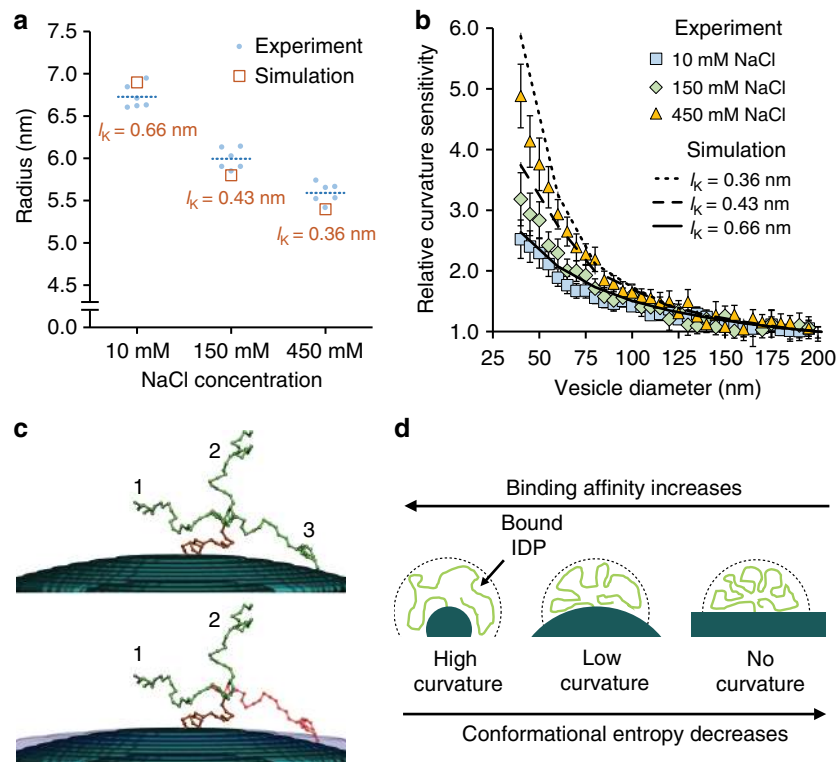 a
7.5
7.0
6.5
6.0
5.5
5.0
4.5
0.0
Radius (nm)
Experiment
Simulation
lK = 0.66 nm
lK = 0.43 nm
lK = 0.36 nm
10 mM
150 mM
450 mM
NaCl concentration
b
6.0
5.0
4.0
3.0
2.0
1.0
Relative curvature sensitivity
Experiment
10 mM NaCl
150 mM NaCl
450 mM NaCl
Simulation
lK = 0.36 nm
lK = 0.43 nm
lK = 0.66 nm
25 50 75 100 125 150 175 200
Vesicle diameter (nm)
c
1
2
3
1
2
d
Binding affinity increases
Bound
IDP
High
curvature
Low
curvature
No
curvature
Conformational entropy decreases